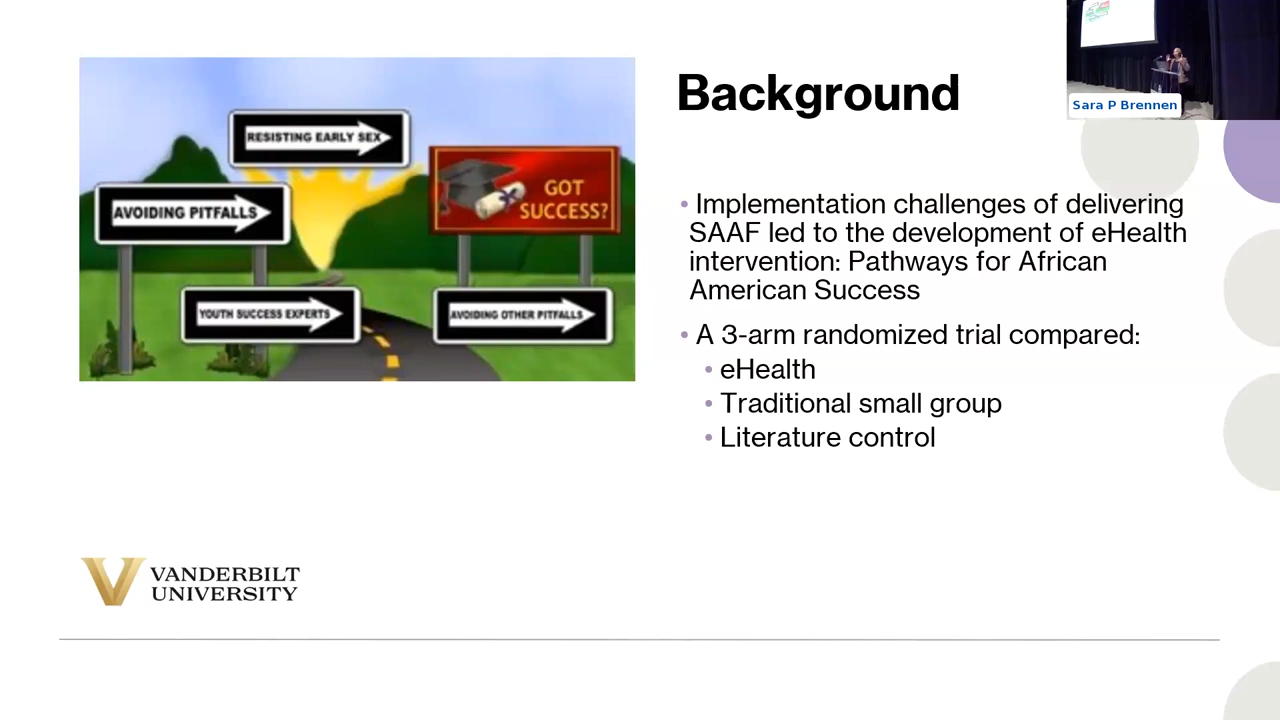 Background
Sara P Brennen
RESISTING EARLY SEX
AVOIDING PITFALLS
GOT
SUCCESS?
YOUTH SUCCESS EXPERTS
AVOIDING OTHER PITFALLS
• Implementation challenges of delivering
SAAF led to the development of eHealth
intervention: Pathways for African
American Success
• A 3-arm randomized trial compared:
• eHealth
• Traditional small group
• Literature control
VANDERBILT
UNIVERSITY